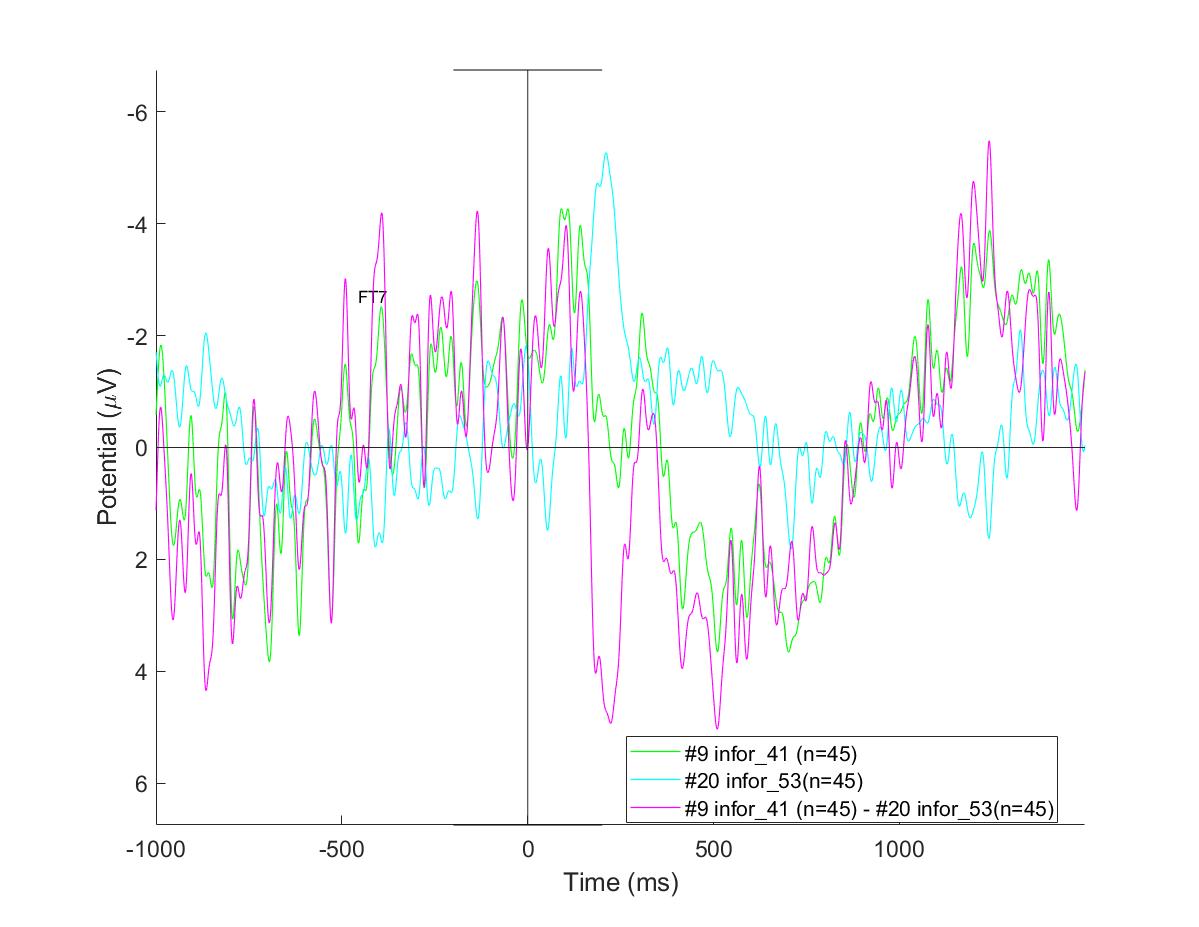 -6
-4
-2
0
2
4
6
Potential (μV)
FT7
#9 infor_41 (n=45)
#20 infor_53(n=45)
#9 infor_41 (n=45) - #20 infor_53(n=45)
-1000 -500 0 500 1000
Time (ms)